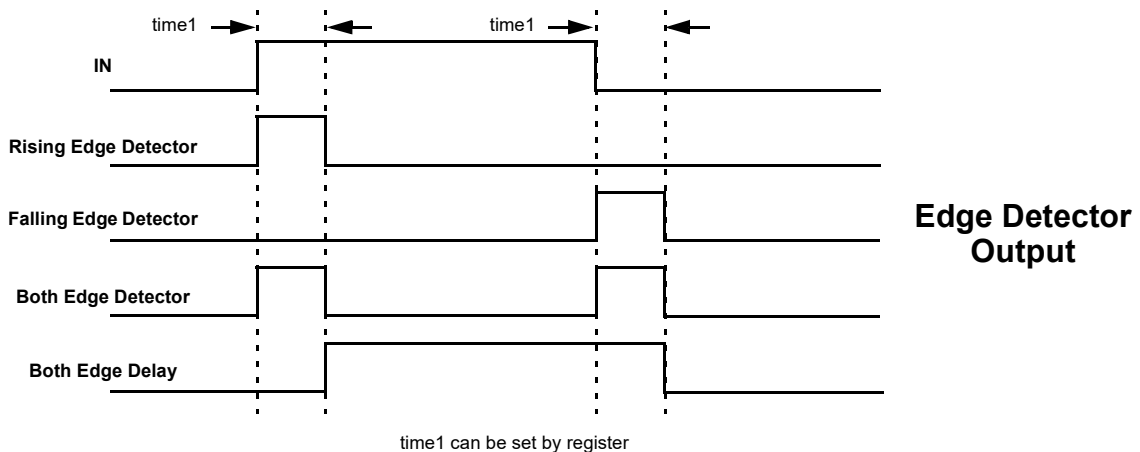 time1
time1
IN
Rising Edge Detector
Falling Edge Detector
Edge Detector
Output
Both Edge Detector
Both Edge Delay
time1 can be set by register